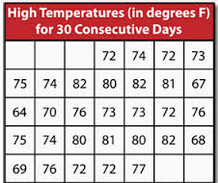 High Temperatures (in degrees F)
for 30 Consecutive Days
72 74 72 73
75 74 82 80 82 81 67
64 70 76 73 73 72 76
75 74 80 81 80 82 68
69 76 72 72 77